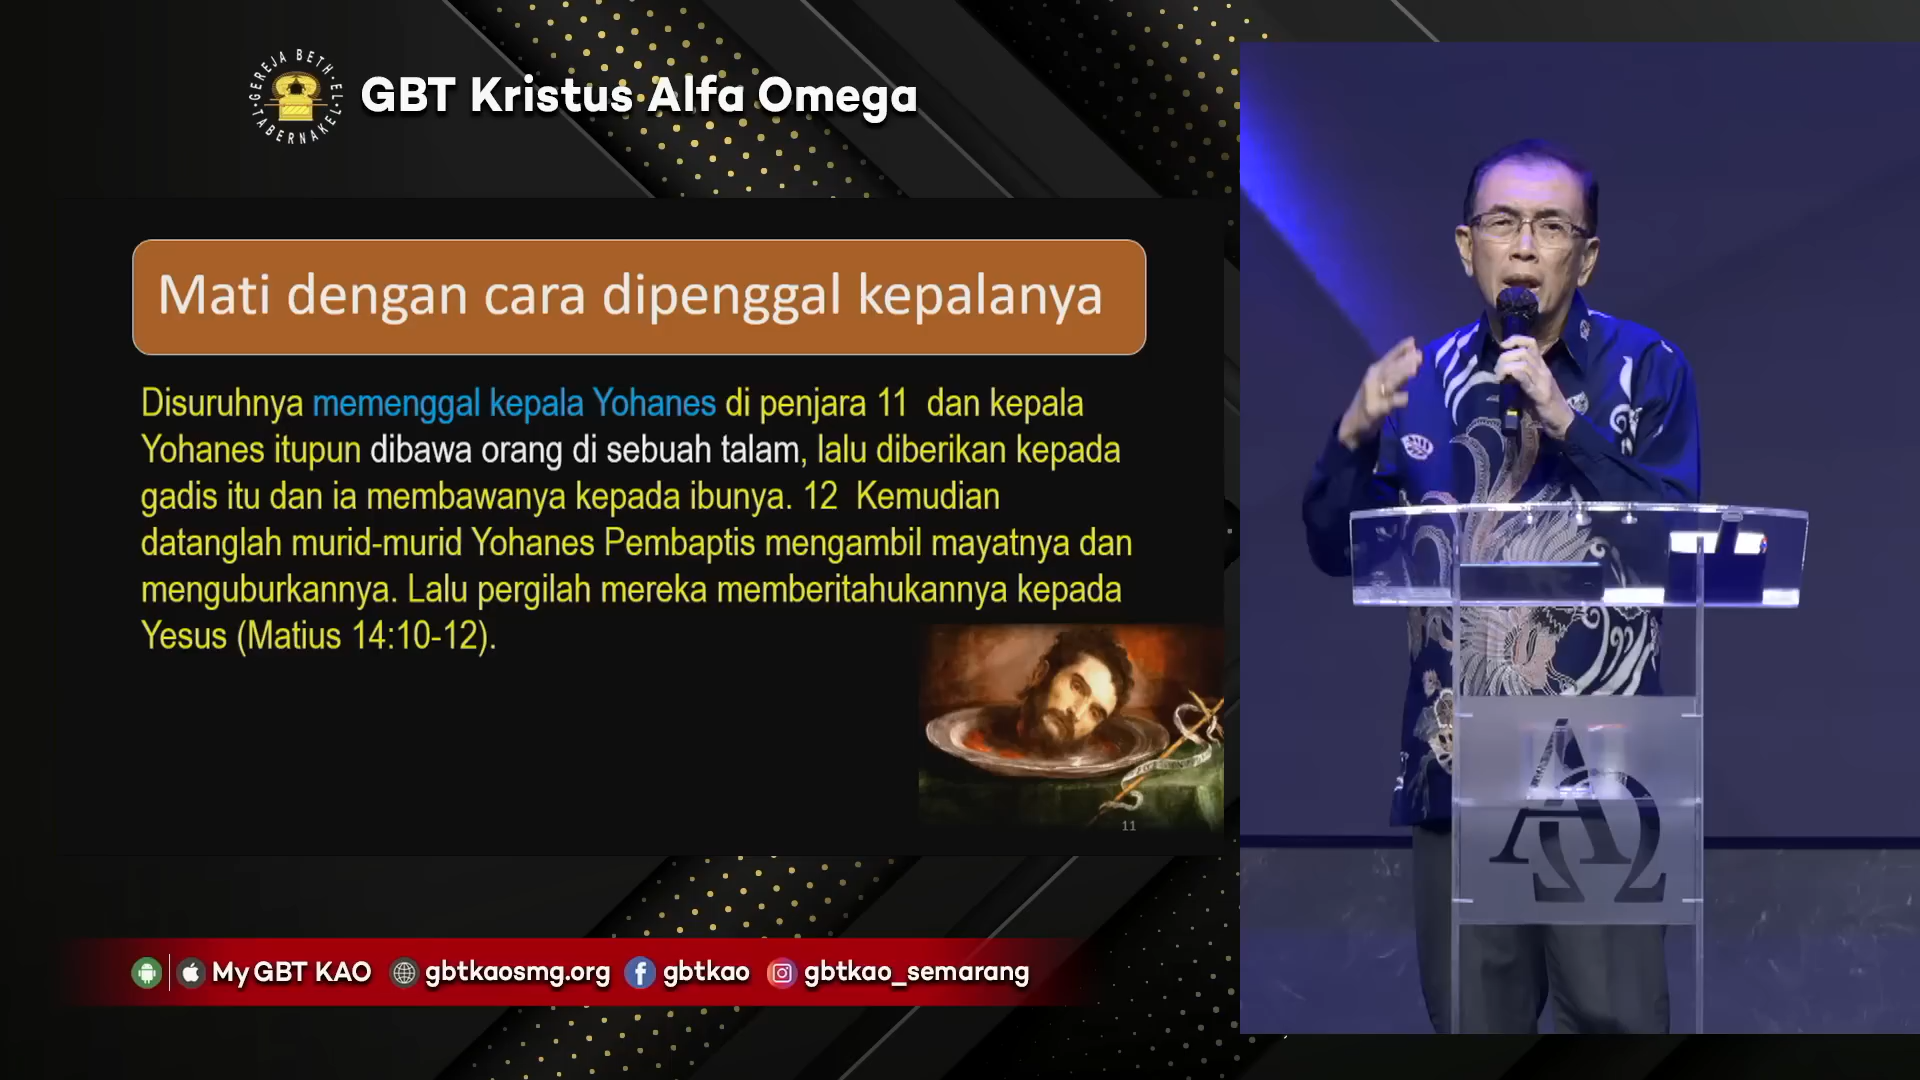 GEREJA BETH-EL
TABERNAKEL
GBT Kristus Alfa Omega
Mati dengan cara dipenggal kepalanya
Disuruhnya memenggal kepala Yohanes di penjara 11 dan kepala
Yohanes itupun dibawa orang di sebuah talam, lalu diberikan kepada
gadis itu dan ia membawanya kepada ibunya. 12 Kemudian
datanglah murid-murid Yohanes Pembaptis mengambil mayatnya dan
menguburkannya. Lalu pergilah mereka memberitahukannya kepada
Yesus (Matius 14:10-12).
11
ΑΩ
My GBT KAO gbtkaosmg.org gbtkao gbtkao_semarang